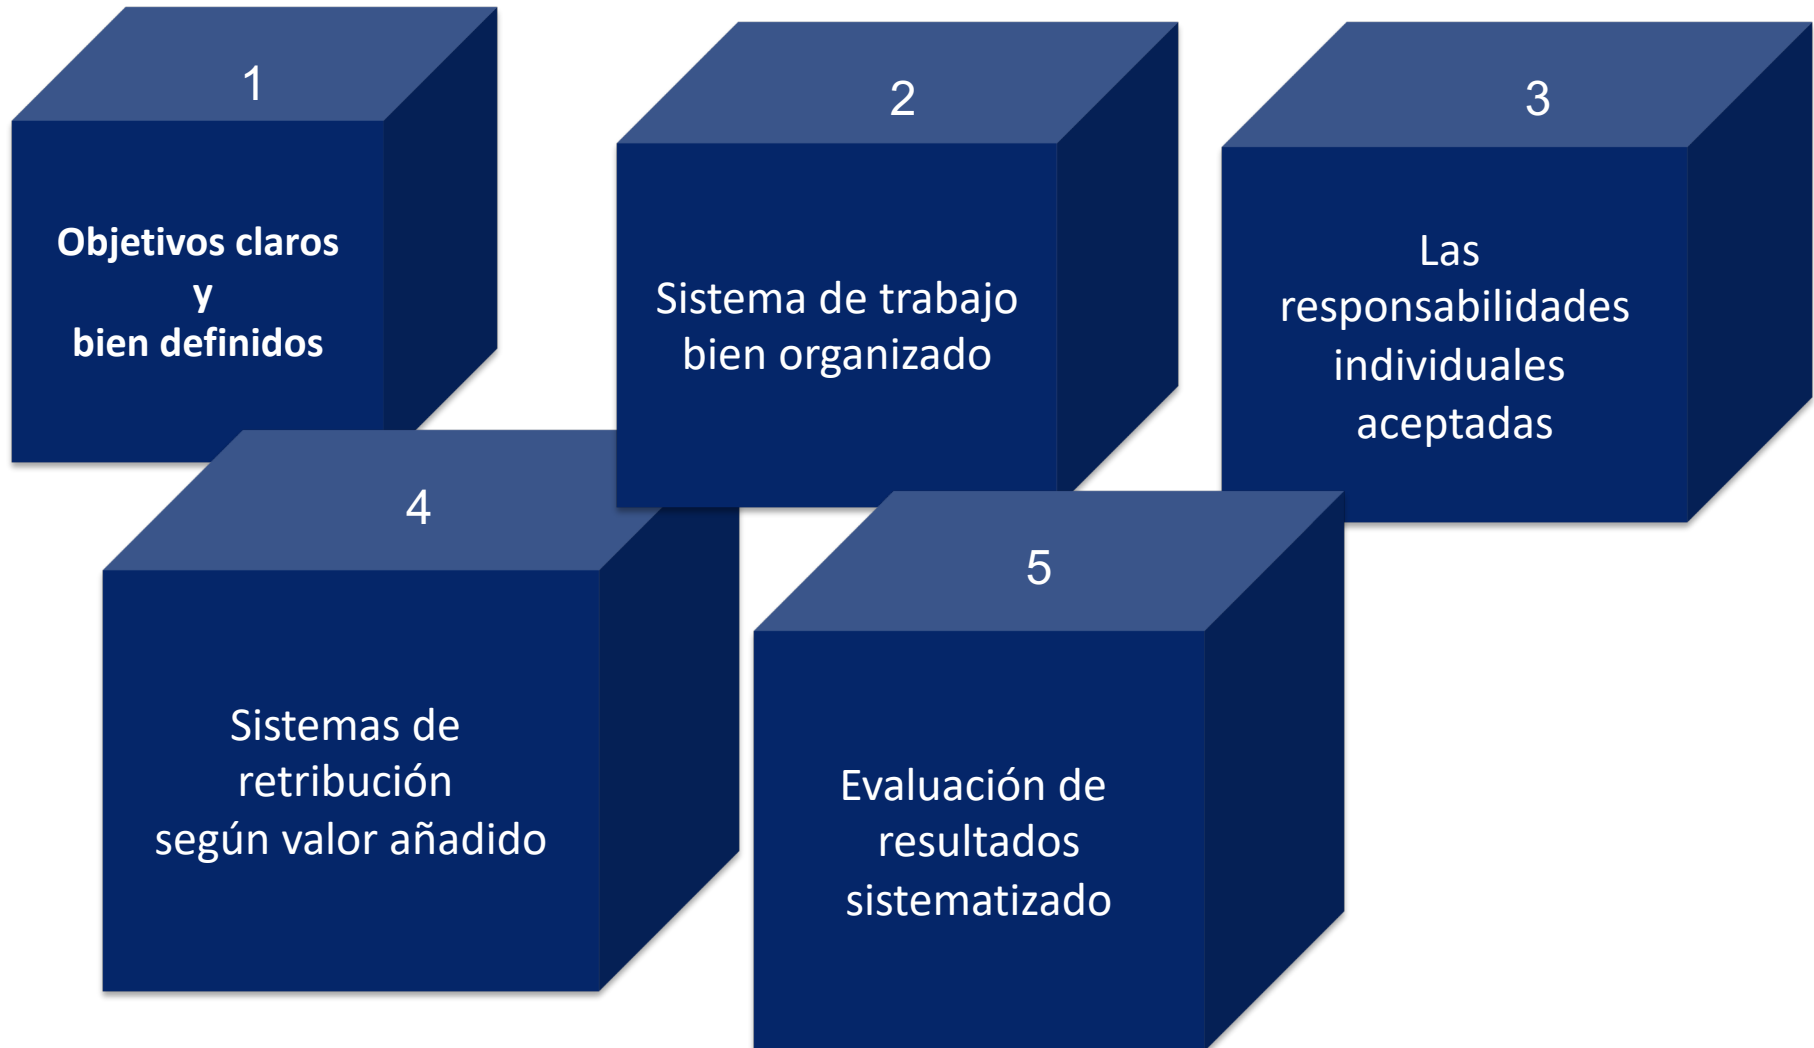 1
Objetivos claros
y
bien definidos
2
Sistema de trabajo
bien organizado
3
Las
responsabilidades
individuales
aceptadas
4
Sistemas de
retribución
según valor añadido
5
Evaluación de
resultados
sistematizado